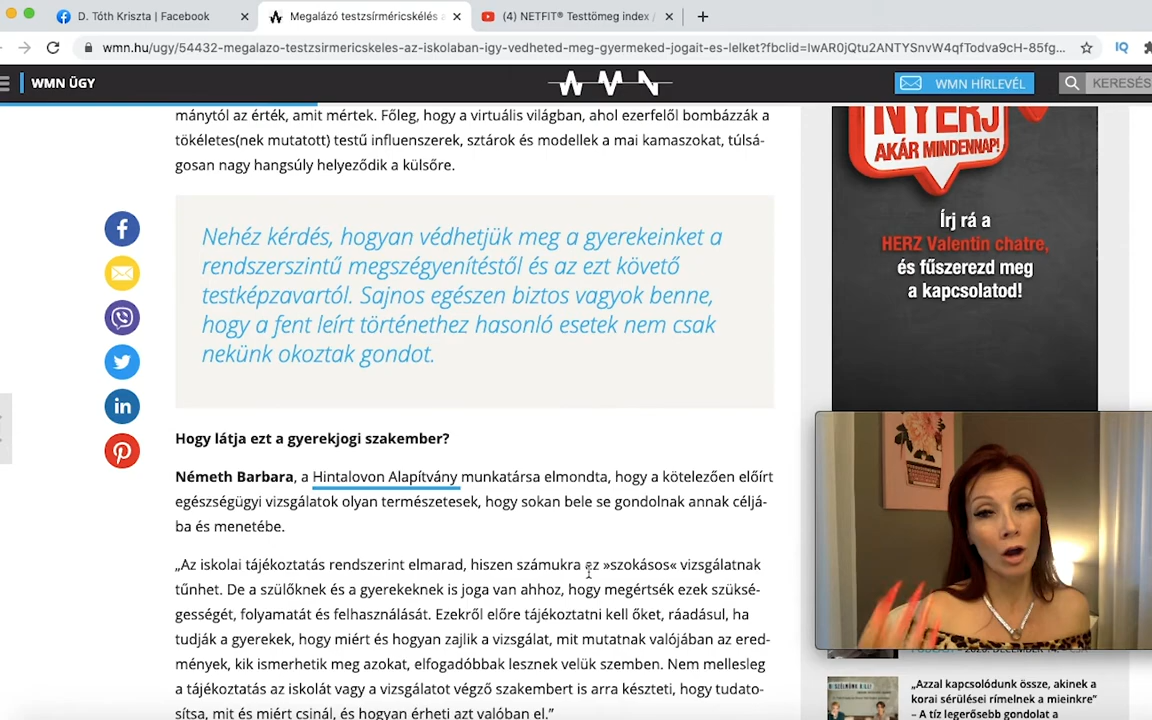 D. Tóth Kriszta | Facebook
Megalázó testzsírméricskélés
(4) NETFIT® Testtömeg index
wmn.hu/ugy/54432-megalazo-testzsirmericskeles-az-iskolaban-igy-vedheted-meg-gyermeked-jogait-es-lelket?fbclid=IwAR0jQtu2ANTYSnvW4qfTodva9cH-85fg...
IQ
WMN ÜGY
WMN
WMN HÍRLEVÉL
KERESÉS
mánytól az érték, amit mértek. Főleg, hogy a virtuális világban, ahol ezerfelől bombázzák a
tökéletes(nek mutatott) testű influenszerek, sztárok és modellek a mai kamaszokat, túlsá-
gosan nagy hangsúly helyeződik a külsőre.
Nehéz kérdés, hogyan védhetjük meg a gyerekeinket a
rendszerszintű megszégyenítéstől és az ezt követő
testképzavartól. Sajnos egészen biztos vagyok benne,
hogy a fent leírt történethez hasonló esetek nem csak
nekünk okoztak gondot.
Hogy látja ezt a gyerekjogi szakember?
Németh Barbara, a Hintalovon Alapítvány munkatársa elmondta, hogy a kötelezően előírt
egészségügyi vizsgálatok olyan természetesek, hogy sokan bele se gondolnak annak céljá-
ba és menetébe.
„Az iskolai tájékoztatás rendszerint elmarad, hiszen számukra ez »szokásos« vizsgálatnak
tűnhet. De a szülőknek és a gyerekeknek is joga van ahhoz, hogy megértsék ezek szüksé-
gességét, folyamatát és felhasználását. Ezekről előre tájékoztatni kell őket, ráadásul, ha
tudják a gyerekek, hogy miért és hogyan zajlik a vizsgálat, mit mutatnak valójában az ered-
mények, kik ismerhetik meg azokat, elfogadóbbak lesznek velük szemben. Nem mellesleg
a tájékoztatás az iskolát vagy a vizsgálatot végző szakembert is arra készteti, hogy tudato-
sítsa, mit és miért csinál, és hogyan érheti azt valóban el.”
NYERJ
AKÁR MINDENNAP!
Írj rá a
HERZ Valentin chatre,
és fűszerezd meg
a kapcsolatod!
„Azzal kapcsolódunk össze, akinek a
korai sérülései rímelnek a mieinkre”
– A tíz legerősebb gondolat a